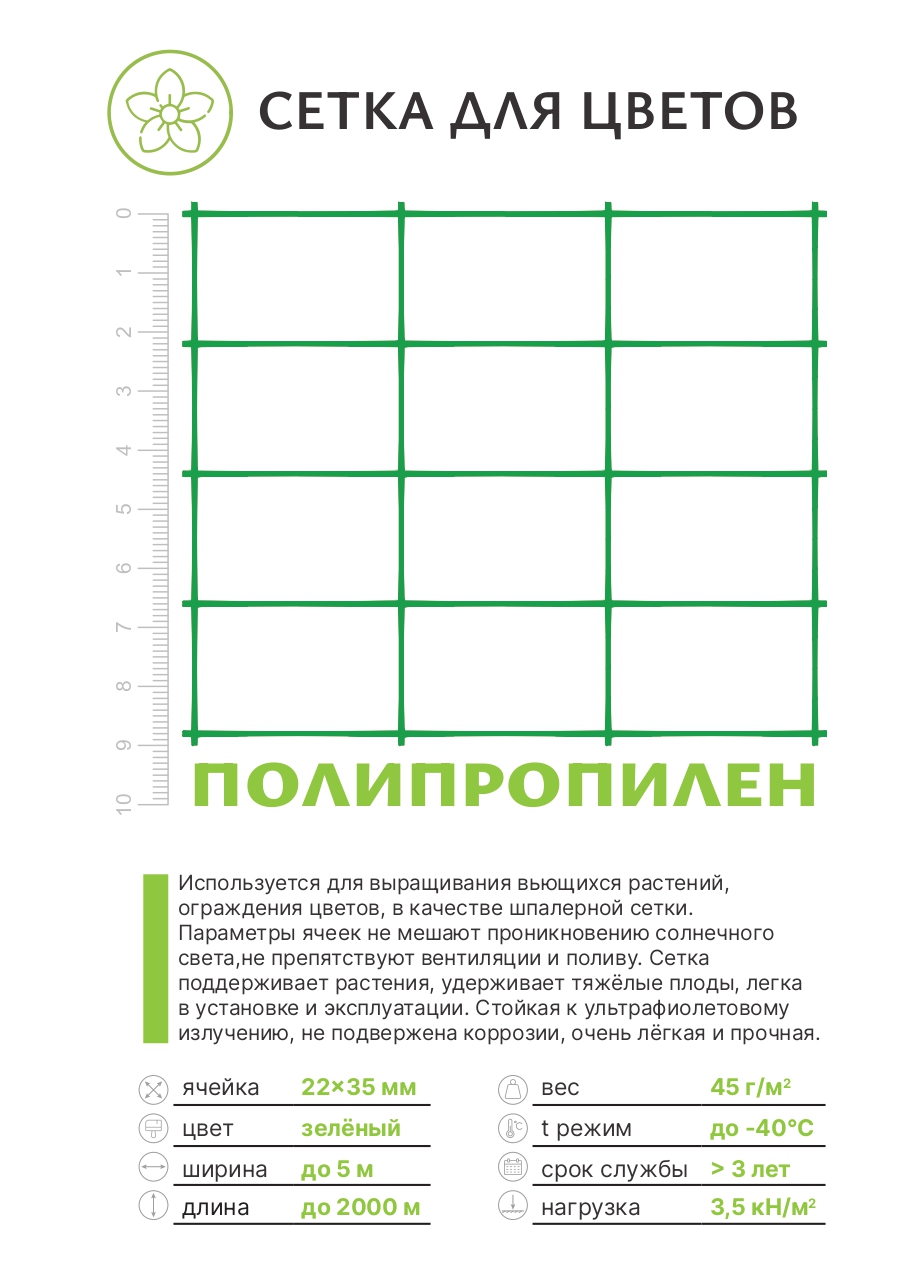 СЕТКА ДЛЯ ЦВЕТОВ
0
1
2
3
4
5
6
7
8
9
10
ПОЛИПРОПИЛЕН
Используется для выращивания вьющихся растений,
ограждения цветов, в качестве шпалерной сетки.
Параметры ячеек не мешают проникновению солнечного
света,не препятствуют вентиляции и поливу. Сетка
поддерживает растения, удерживает тяжёлые плоды, легка
в установке и эксплуатации. Стойкая к ультрафиолетовому
излучению, не подвержена коррозии, очень лёгкая и прочная.
ячейка 22×35 мм
цвет зелёный
ширина до 5 м
длина до 2000 м
вес 45 г/м²
°C t режим до -40°C
срок службы > 3 лет
нагрузка 3,5 кН/м²